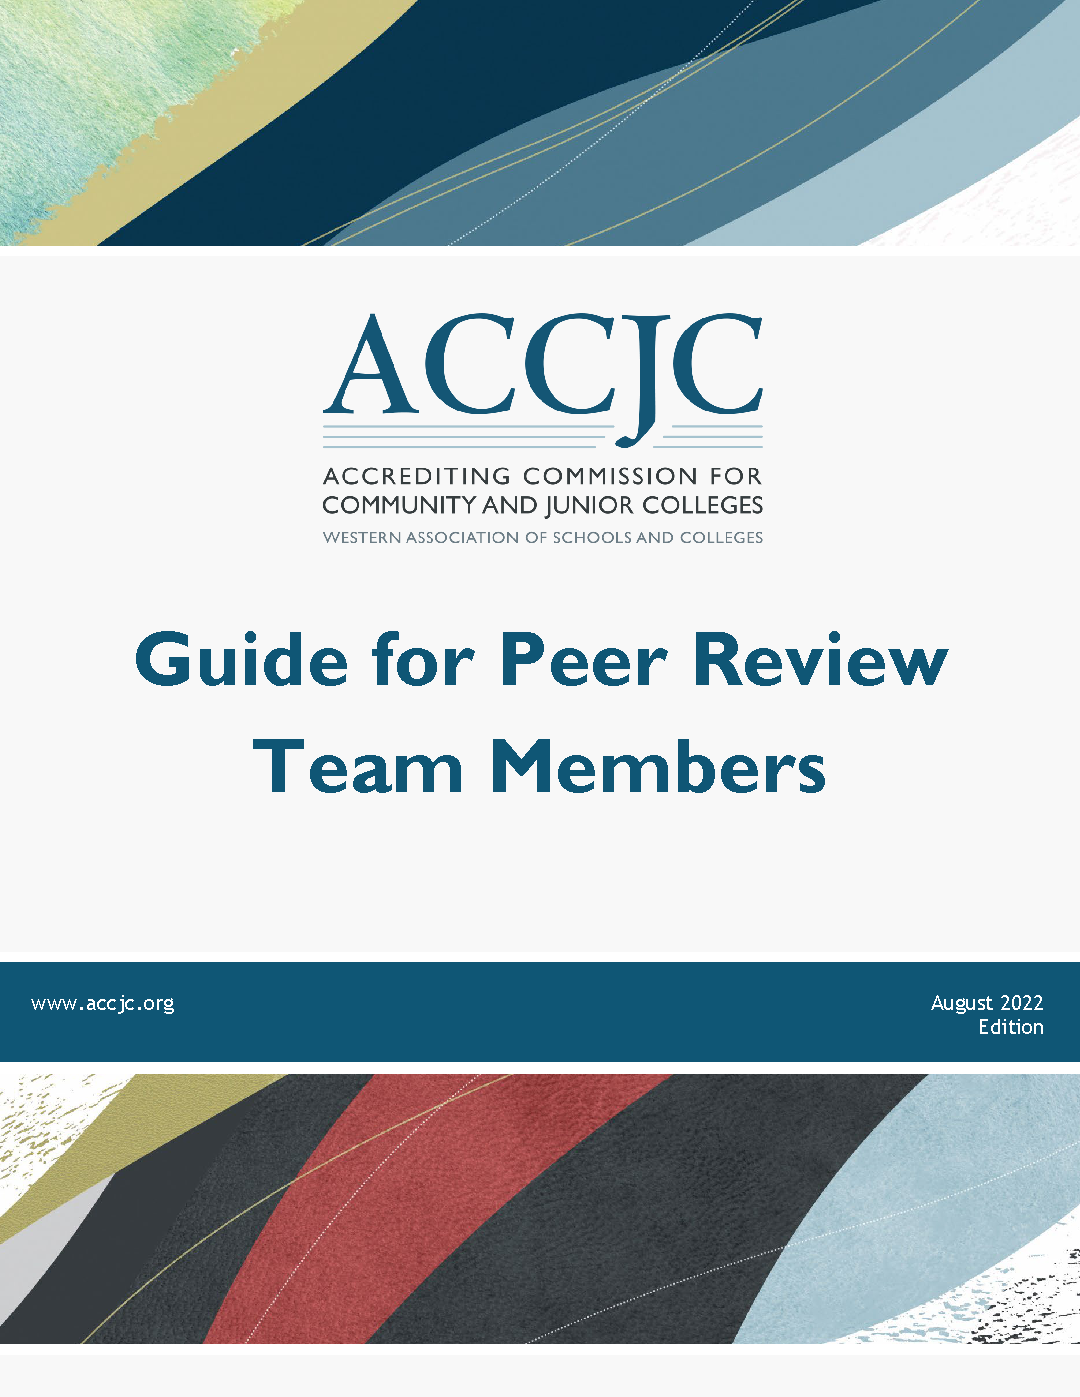 ACCJC
ACCREDITING COMMISSION FOR
COMMUNITY AND JUNIOR COLLEGES
WESTERN ASSOCIATION OF SCHOOLS AND COLLEGES
Guide for Peer Review
Team Members
www.accjc.org
August 2022
Edition